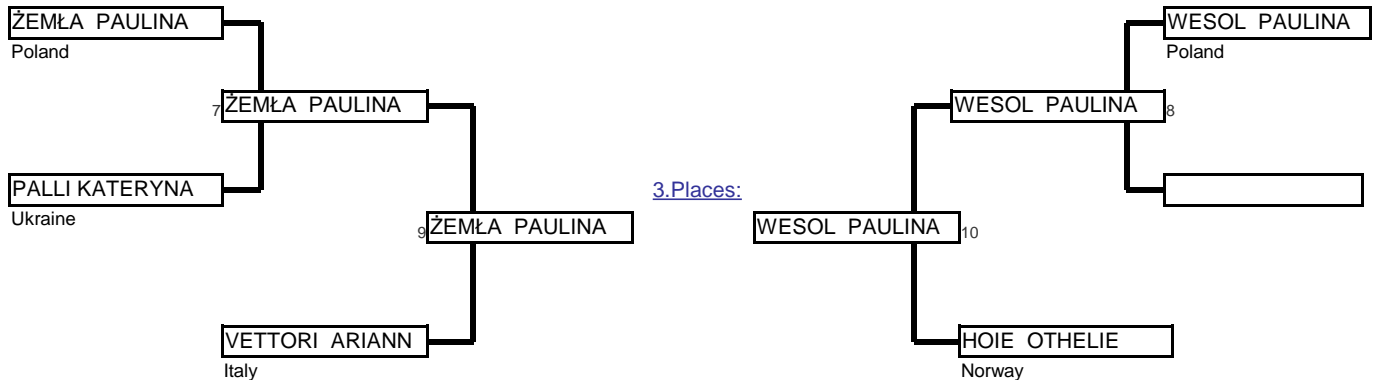 ŻEMŁA PAULINA
Poland
7 ŻEMŁA PAULINA
PALLI KATERYNA
Ukraine
9 ŻEMŁA PAULINA
VETTORI ARIANN
Italy
3.Places:
WESOL PAULINA
Poland
WESOL PAULINA 8
WESOL PAULINA 10
HOIE OTHELIE
Norway